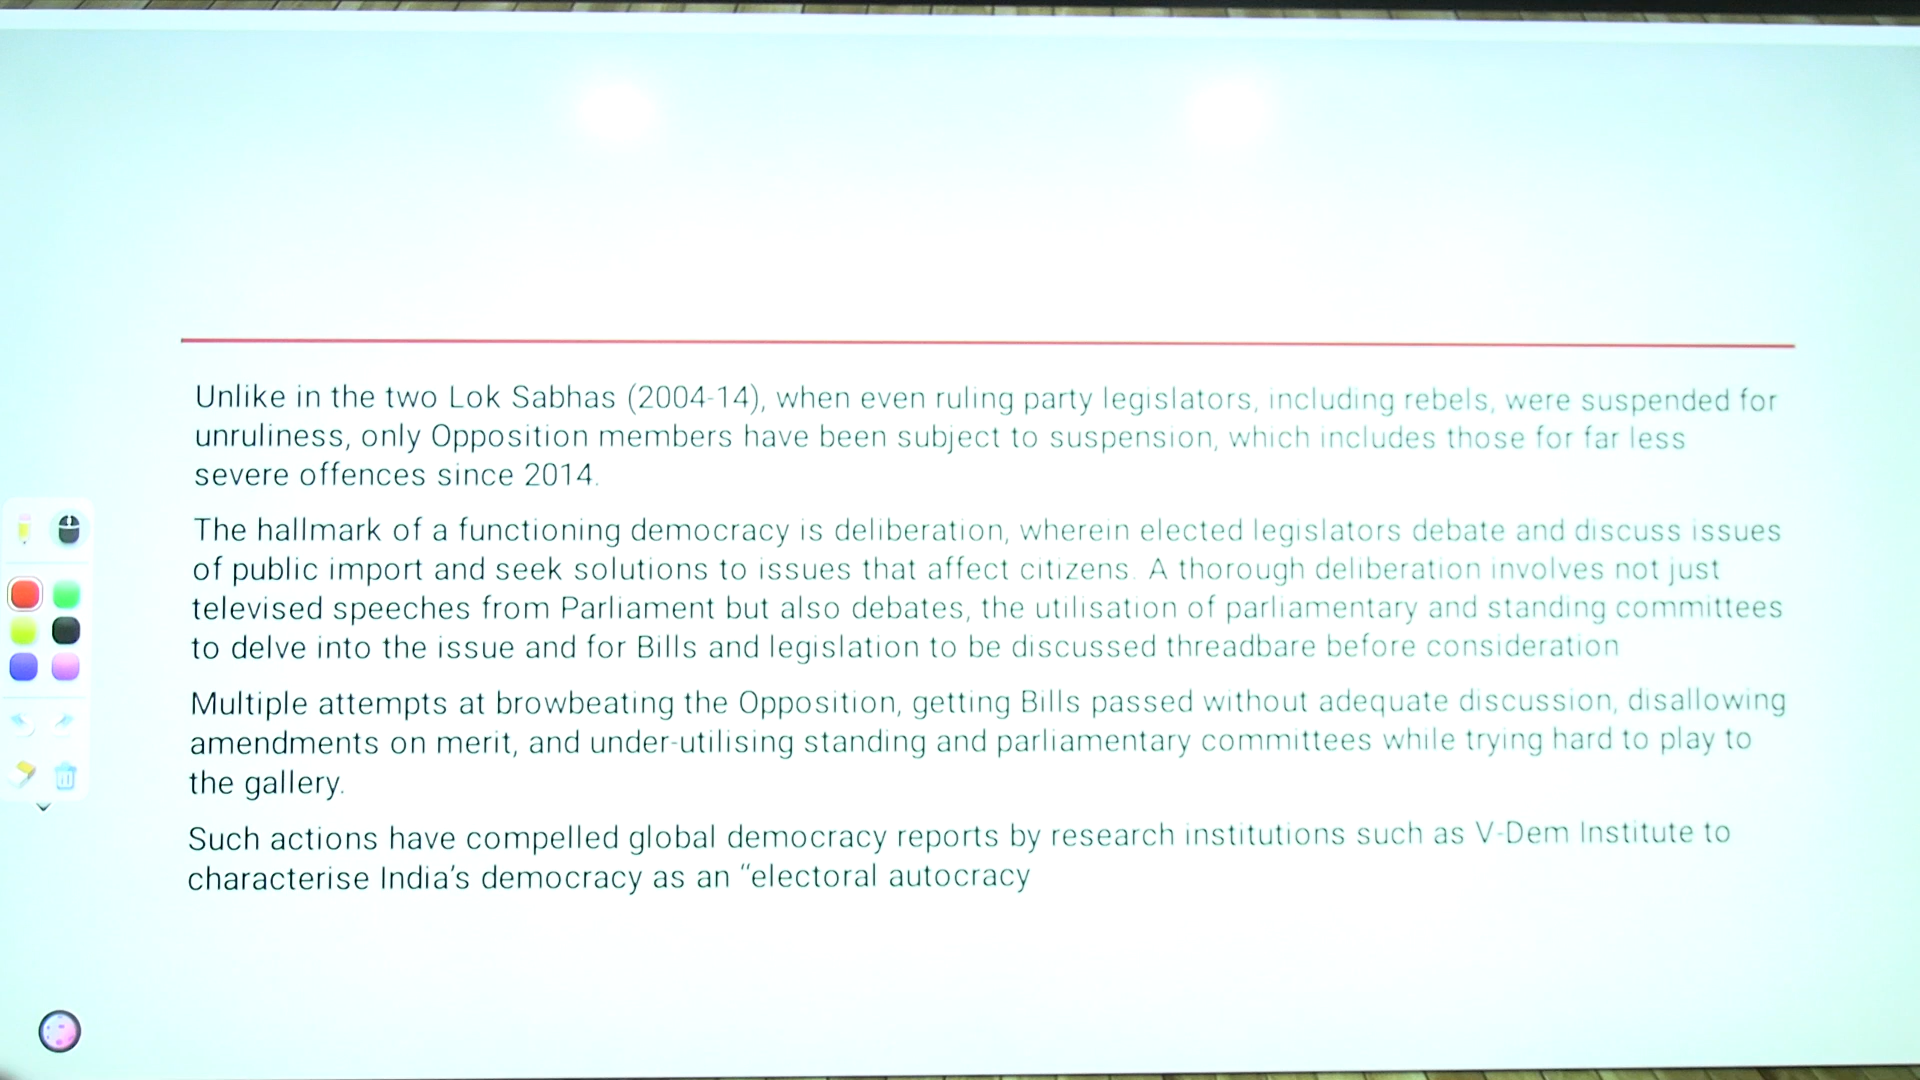 Unlike in the two Lok Sabhas (2004-14), when even ruling party legislators, including rebels, were suspended for
unruliness, only Opposition members have been subject to suspension, which includes those for far less
severe offences since 2014.
The hallmark of a functioning democracy is deliberation, wherein elected legislators debate and discuss issues
of public import and seek solutions to issues that affect citizens. A thorough deliberation involves not just
televised speeches from Parliament but also debates, the utilisation of parliamentary and standing committees
to delve into the issue and for Bills and legislation to be discussed threadbare before consideration
Multiple attempts at browbeating the Opposition, getting Bills passed without adequate discussion, disallowing
amendments on merit, and under-utilising standing and parliamentary committees while trying hard to play to
the gallery.
Such actions have compelled global democracy reports by research institutions such as V-Dem Institute to
characterise India's democracy as an “electoral autocracy